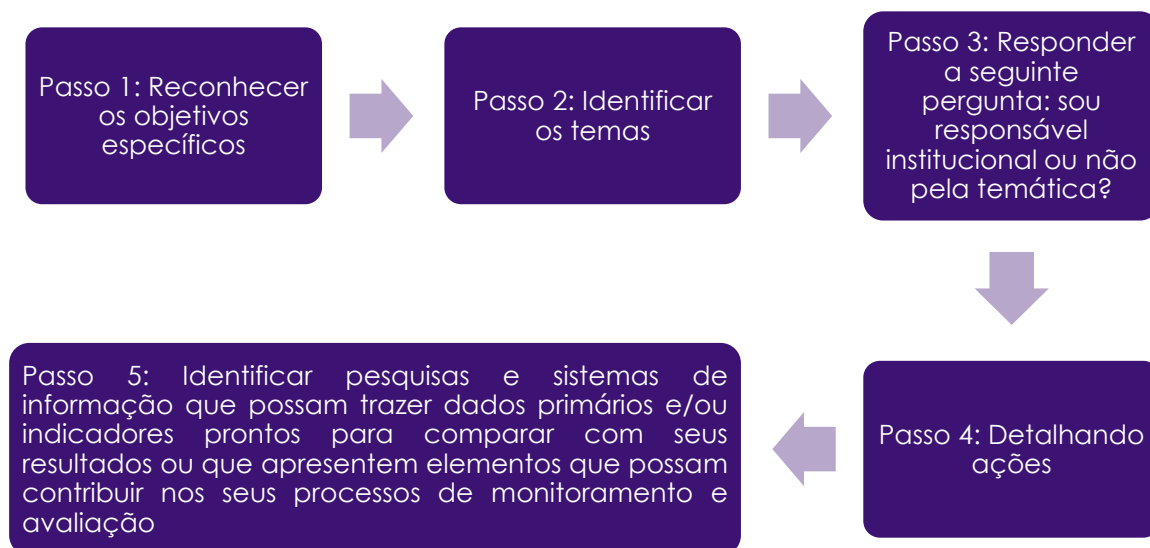 Passo 1: Reconhecer
os objetivos
específicos
Passo 2: Identificar
os temas
Passo 3: Responder
a seguinte
pergunta: sou
responsável
institucional ou não
pela temática?
Passo 4: Detalhando
ações
Passo 5: Identificar pesquisas e sistemas de
informação que possam trazer dados primários e/ou
indicadores prontos para comparar com seus
resultados ou que apresentem elementos que possam
contribuir nos seus processos de monitoramento e
avaliação